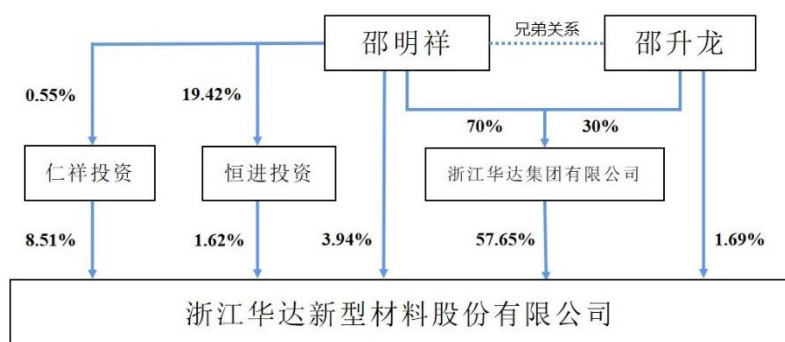 邵明祥
兄弟关系
邵升龙
0.55%
19.42%
70%
30%
仁祥投资
恒进投资
浙江华达集团有限公司
8.51%
1.62%
3.94%
57.65%
1.69%
浙江华达新型材料股份有限公司